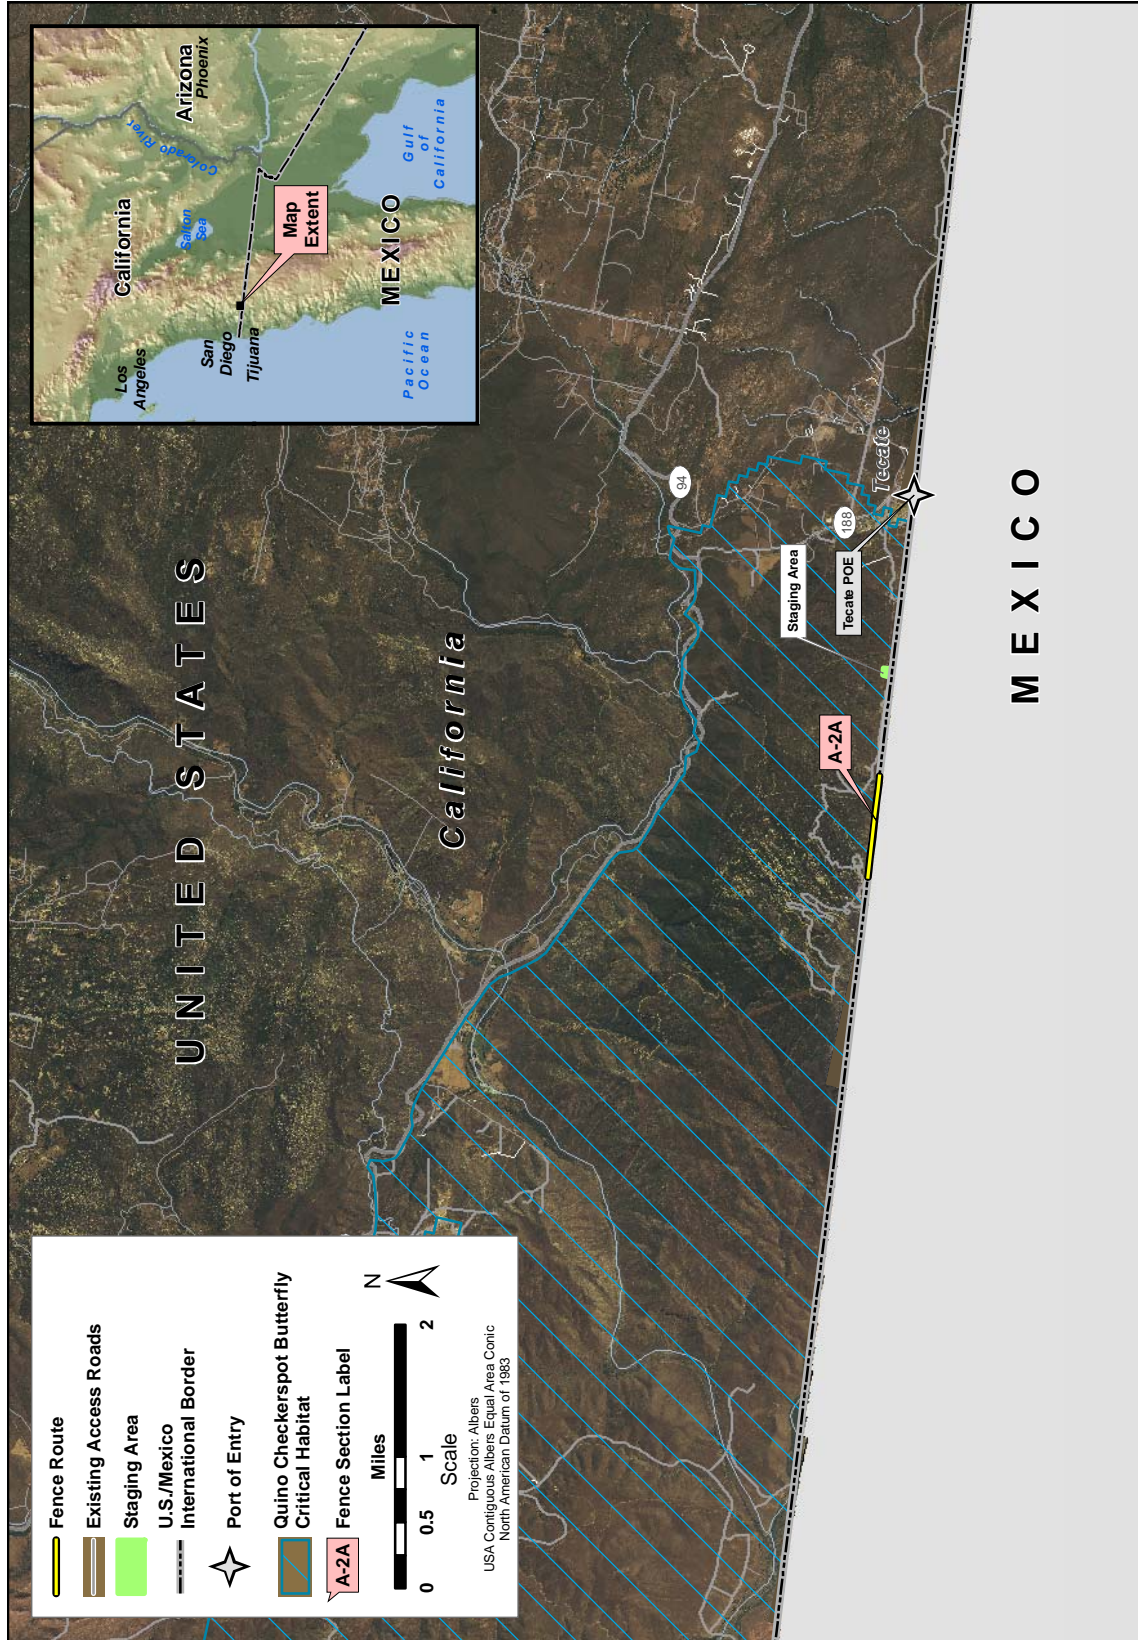 UNITED STATES
California
94
188
Tecate
Staging Area
Tecate POE
A-2A
MEXICO
Los
Angeles
California
Arizona
Phoenix
Colorado River
Salton
Sea
San
Diego
Tijuana
Map
Extent
Pacific
Ocean
MEXICO
Gulf
of
California
Fence Route
Existing Access Roads
Staging Area
U.S./Mexico
International Border
Port of Entry
Quino Checkerspot Butterfly
Critical Habitat
A-2A Fence Section Label
Miles
0 0.5 1 2
Scale
N
Projection: Albers
USA Contiguous Albers Equal Area Conic
North American Datum of 1983